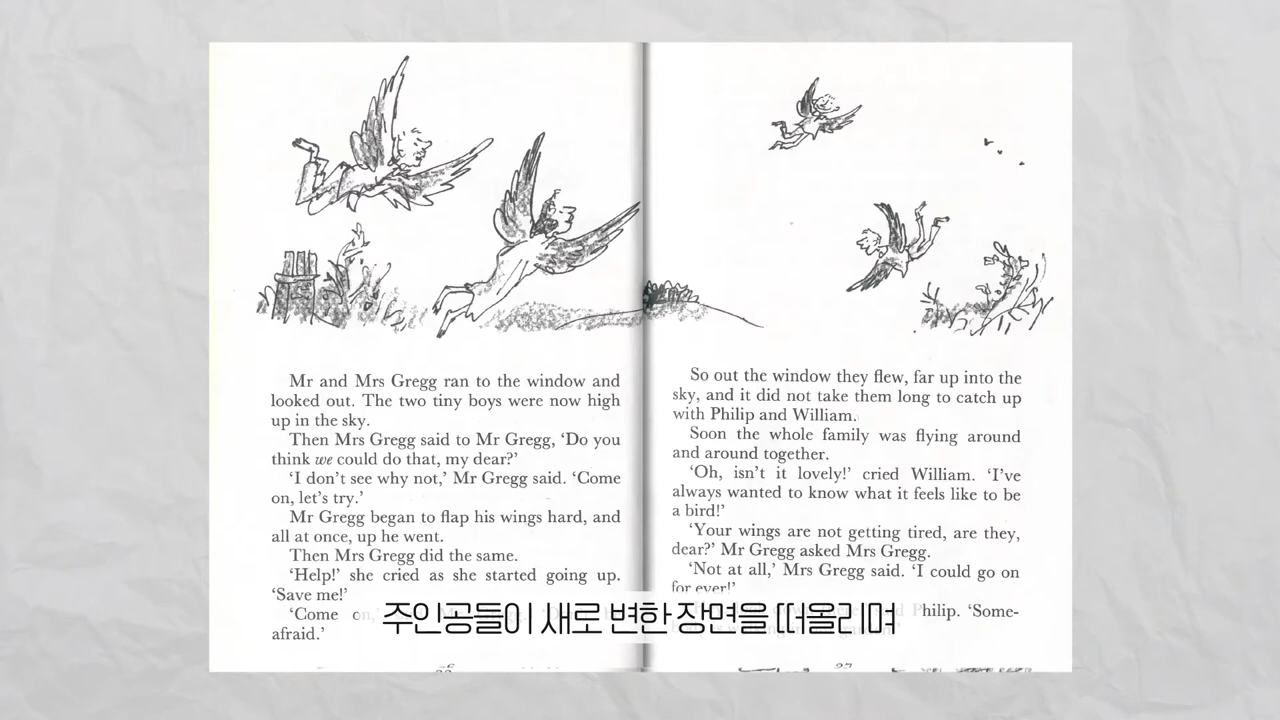 Mr and Mrs Gregg ran to the window and
looked out. The two tiny boys were now high
up in the sky.
Then Mrs Gregg said to Mr Gregg, ‘Do you
think we could do that, my dear?’
‘I don’t see why not,’ Mr Gregg said. ‘Come
on, let’s try.’
Mr Gregg began to flap his wings hard, and
all at once, up he went.
Then Mrs Gregg did the same.
‘Help!’ she cried as she started going up.
‘Save me!’
‘Come on,’
afraid.’
So out the window they flew, far up into the
sky, and it did not take them long to catch up
with Philip and William.
Soon the whole family was flying around
and around together.
‘Oh, isn’t it lovely!’ cried William. ‘I’ve
always wanted to know what it feels like to be
a bird!’
‘Your wings are not getting tired, are they,
dear?’ Mr Gregg asked Mrs Gregg.
‘Not at all,’ Mrs Gregg said. ‘I could go on
for ever!’
Philip. ‘Some-
주인공들이 새로 변한 장면을 떠올리며